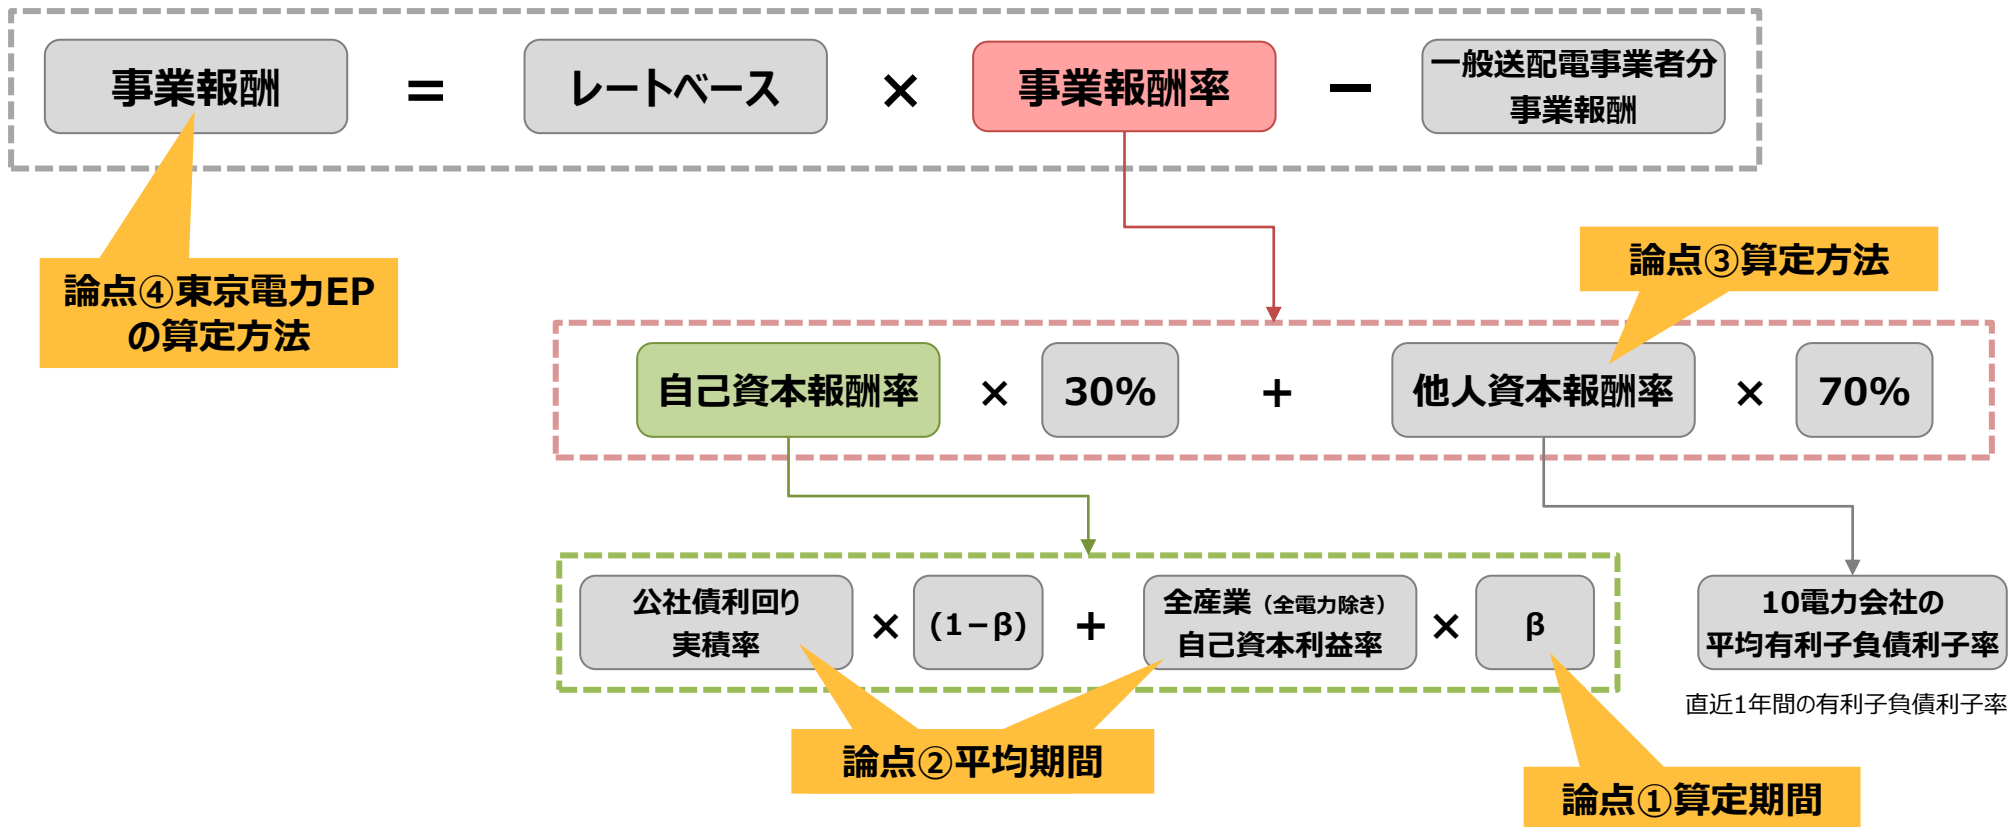 事業報酬 = レートベース × 事業報酬率 − 一般送配電事業者分
事業報酬
論点④東京電力EP
の算定方法
論点③算定方法
自己資本報酬率 × 30% + 他人資本報酬率 × 70%
公社債利回り
実績率
×
(1−β)
+
全産業（全電力除き）
自己資本利益率
×
β
10電力会社の
平均有利子負債利子率
直近1年間の有利子負債利子率
論点②平均期間
論点①算定期間